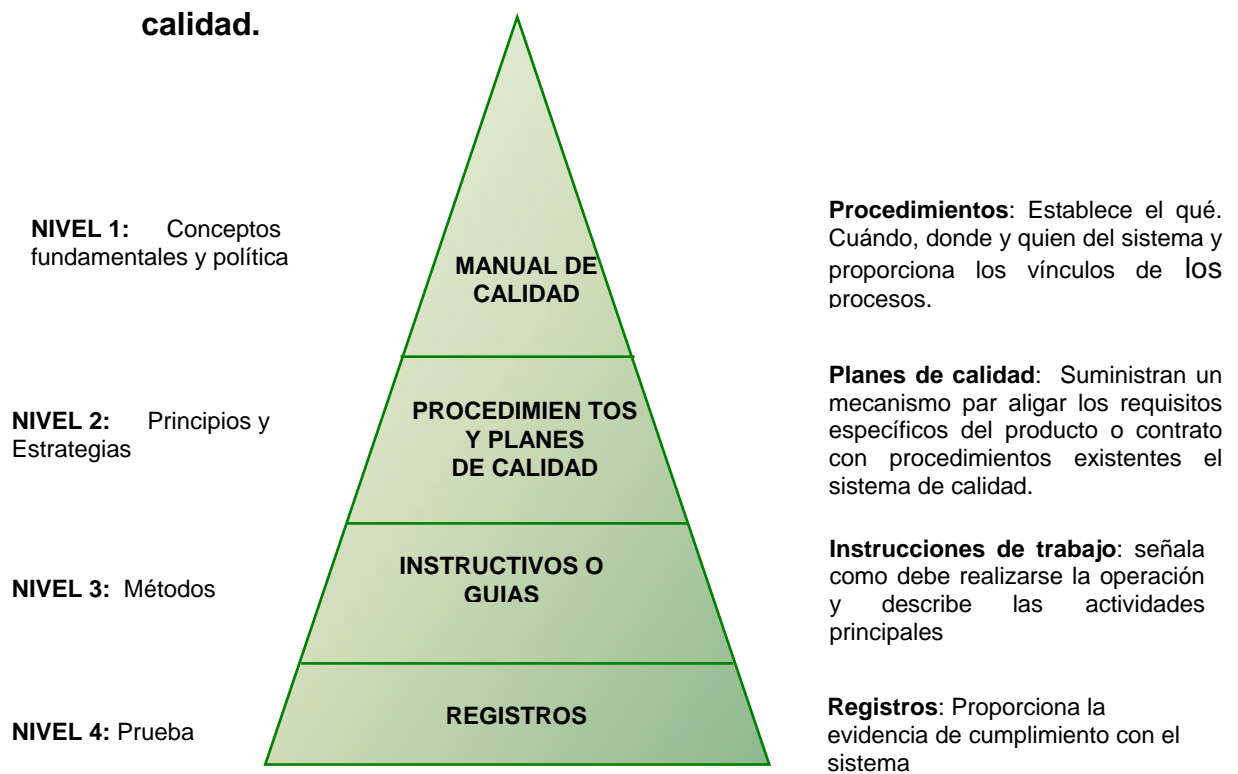 calidad.
NIVEL 1: Conceptos
fundamentales y política
MANUAL DE
CALIDAD
Procedimientos: Establece el qué.
Cuándo, donde y quien del sistema y
proporciona los vínculos de los
procesos.
NIVEL 2: Principios y
Estrategias
PROCEDIMIEN TOS
Y PLANES
DE CALIDAD
Planes de calidad: Suministran un
mecanismo par aligar los requisitos
específicos del producto o contrato
con procedimientos existentes el
sistema de calidad.
NIVEL 3: Métodos
INSTRUCTIVOS O
GUIAS
Instrucciones de trabajo: señala
como debe realizarse la operación
y describe las actividades
principales
NIVEL 4: Prueba
REGISTROS
Registros: Proporciona la
evidencia de cumplimiento con el
sistema